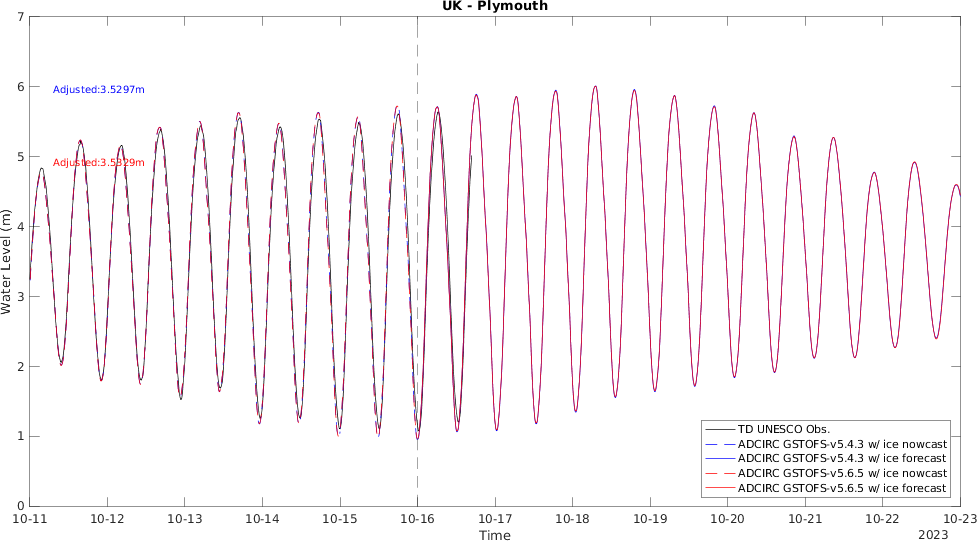 UK - Plymouth
7
6
5
4
3
2
1
0
Water Level (m)
Adjusted:3.5297m
Adjusted:3.5329m
TD UNESCO Obs.
ADCIRC GSTOFS-v5.4.3 w/ ice nowcast
ADCIRC GSTOFS-v5.4.3 w/ ice forecast
ADCIRC GSTOFS-v5.6.5 w/ ice nowcast
ADCIRC GSTOFS-v5.6.5 w/ ice forecast
10-11 10-12 10-13 10-14 10-15 10-16 10-17 10-18 10-19 10-20 10-21 10-22 10-23
Time
2023